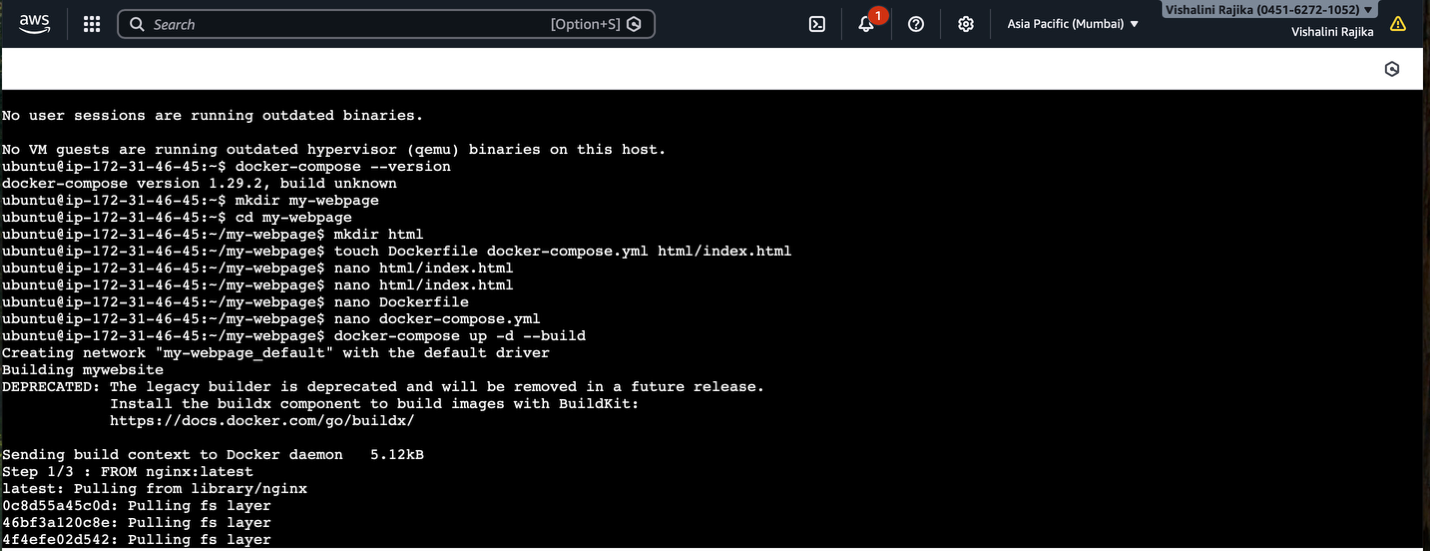 aws
Search
[Option+S]
1
Asia Pacific (Mumbai)
Vishalini Rajika (0451-6272-1052)
Vishalini Rajika
No user sessions are running outdated binaries.
No VM guests are running outdated hypervisor (qemu) binaries on this host.
ubuntu@ip-172-31-46-45:~$ docker-compose --version
docker-compose version 1.29.2, build unknown
ubuntu@ip-172-31-46-45:~$ mkdir my-webpage
ubuntu@ip-172-31-46-45:~$ cd my-webpage
ubuntu@ip-172-31-46-45:~/my-webpage$ mkdir html
ubuntu@ip-172-31-46-45:~/my-webpage$ touch Dockerfile docker-compose.yml html/index.html
ubuntu@ip-172-31-46-45:~/my-webpage$ nano html/index.html
ubuntu@ip-172-31-46-45:~/my-webpage$ nano html/index.html
ubuntu@ip-172-31-46-45:~/my-webpage$ nano Dockerfile
ubuntu@ip-172-31-46-45:~/my-webpage$ nano docker-compose.yml
ubuntu@ip-172-31-46-45:~/my-webpage$ docker-compose up -d --build
Creating network "my-webpage_default" with the default driver
Building mywebsite
DEPRECATED: The legacy builder is deprecated and will be removed in a future release.
Install the buildx component to build images with BuildKit:
https://docs.docker.com/go/buildx/
Sending build context to Docker daemon 5.12kB
Step 1/3 : FROM nginx:latest
latest: Pulling from library/nginx
0c8d55a45c0d: Pulling fs layer
46bf3a120c8e: Pulling fs layer
4f4efe02d542: Pulling fs layer